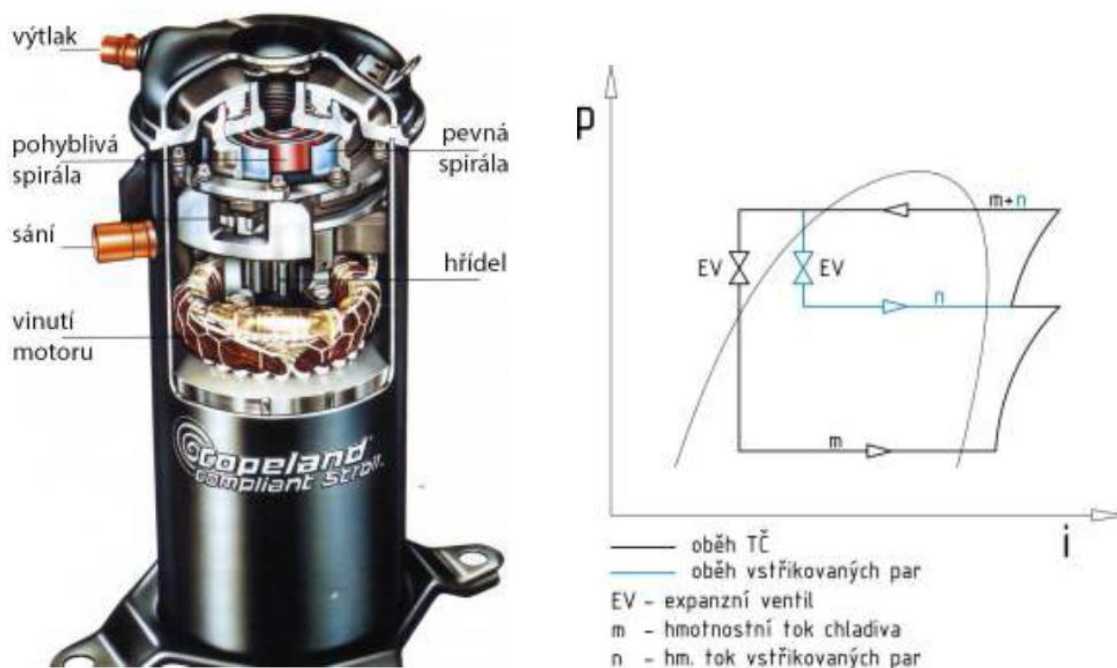 výtlak
pohyblivá
spirála
sání
vinutí
motoru
pevná
spirála
hřídel
copeland
compliant scroll
p
m+n
EV
EV
n
m
i
oběh TČ
oběh vstřikovaných par
EV - expanzní ventil
m - hmotnostní tok chladiva
n - hm. tok vstřikovaných par